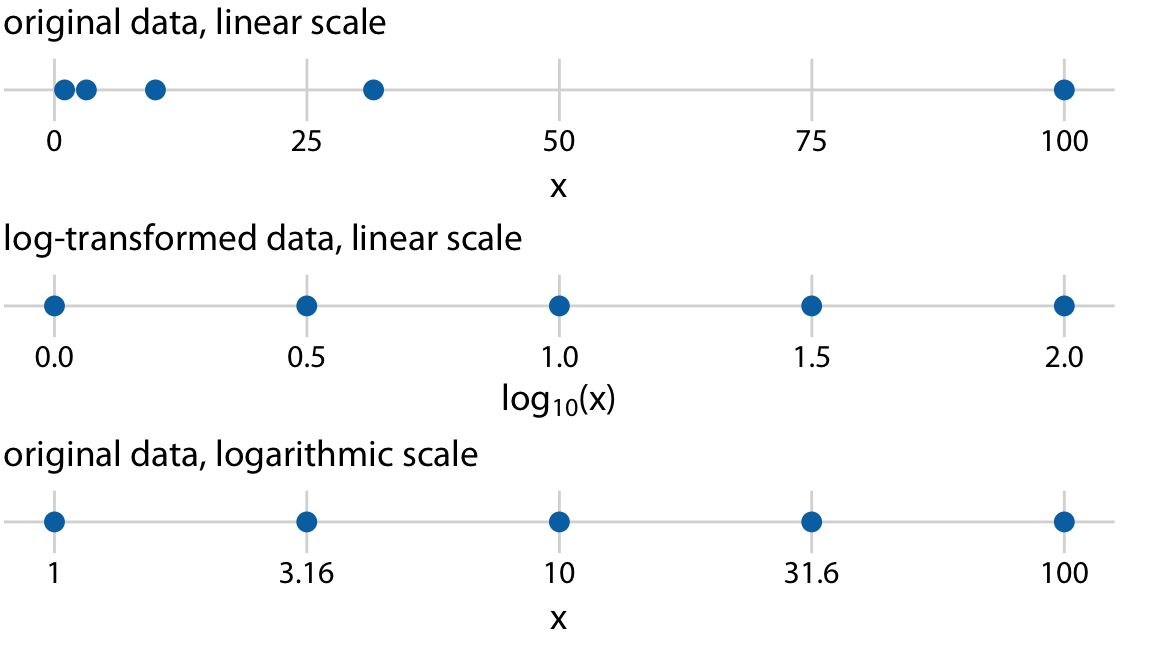 original data, linear scale
0 25 50 75 100
x
log-transformed data, linear scale
0.0 0.5 1.0 1.5 2.0
log₁₀(x)
original data, logarithmic scale
1 3.16 10 31.6 100
x